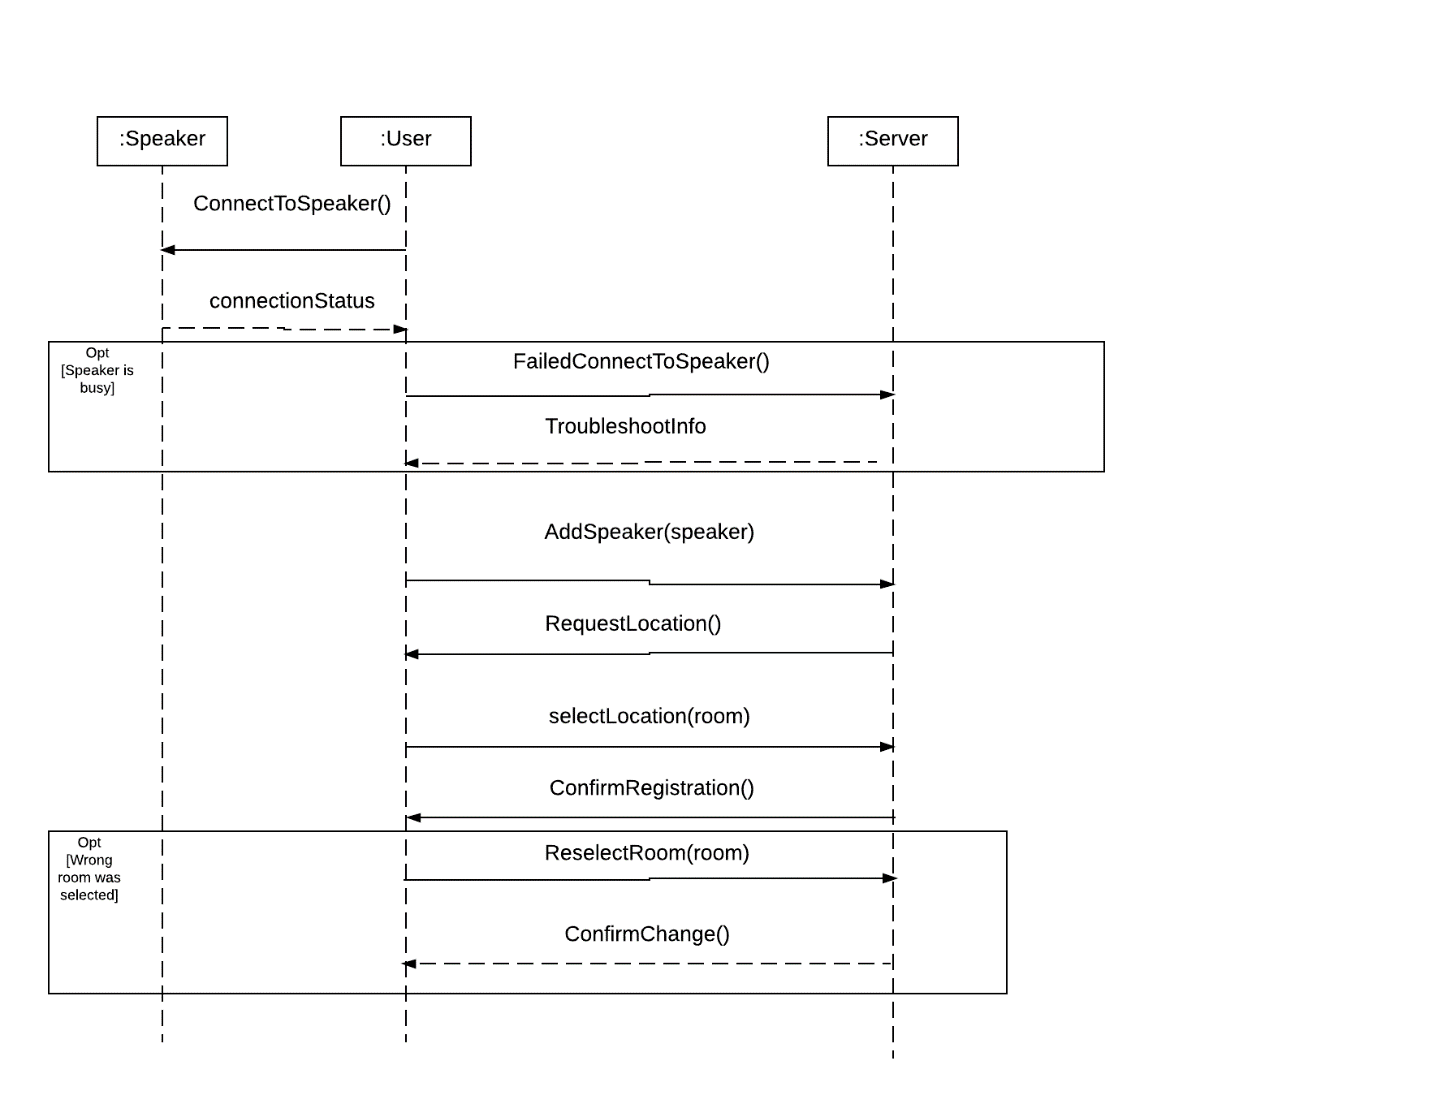 :Speaker
:User
:Server
ConnectToSpeaker()
connectionStatus
Opt
[Speaker is
busy]
FailedConnectToSpeaker()
TroubleshootInfo
AddSpeaker(speaker)
RequestLocation()
selectLocation(room)
ConfirmRegistration()
Opt
[Wrong
room was
selected]
ReselectRoom(room)
ConfirmChange()